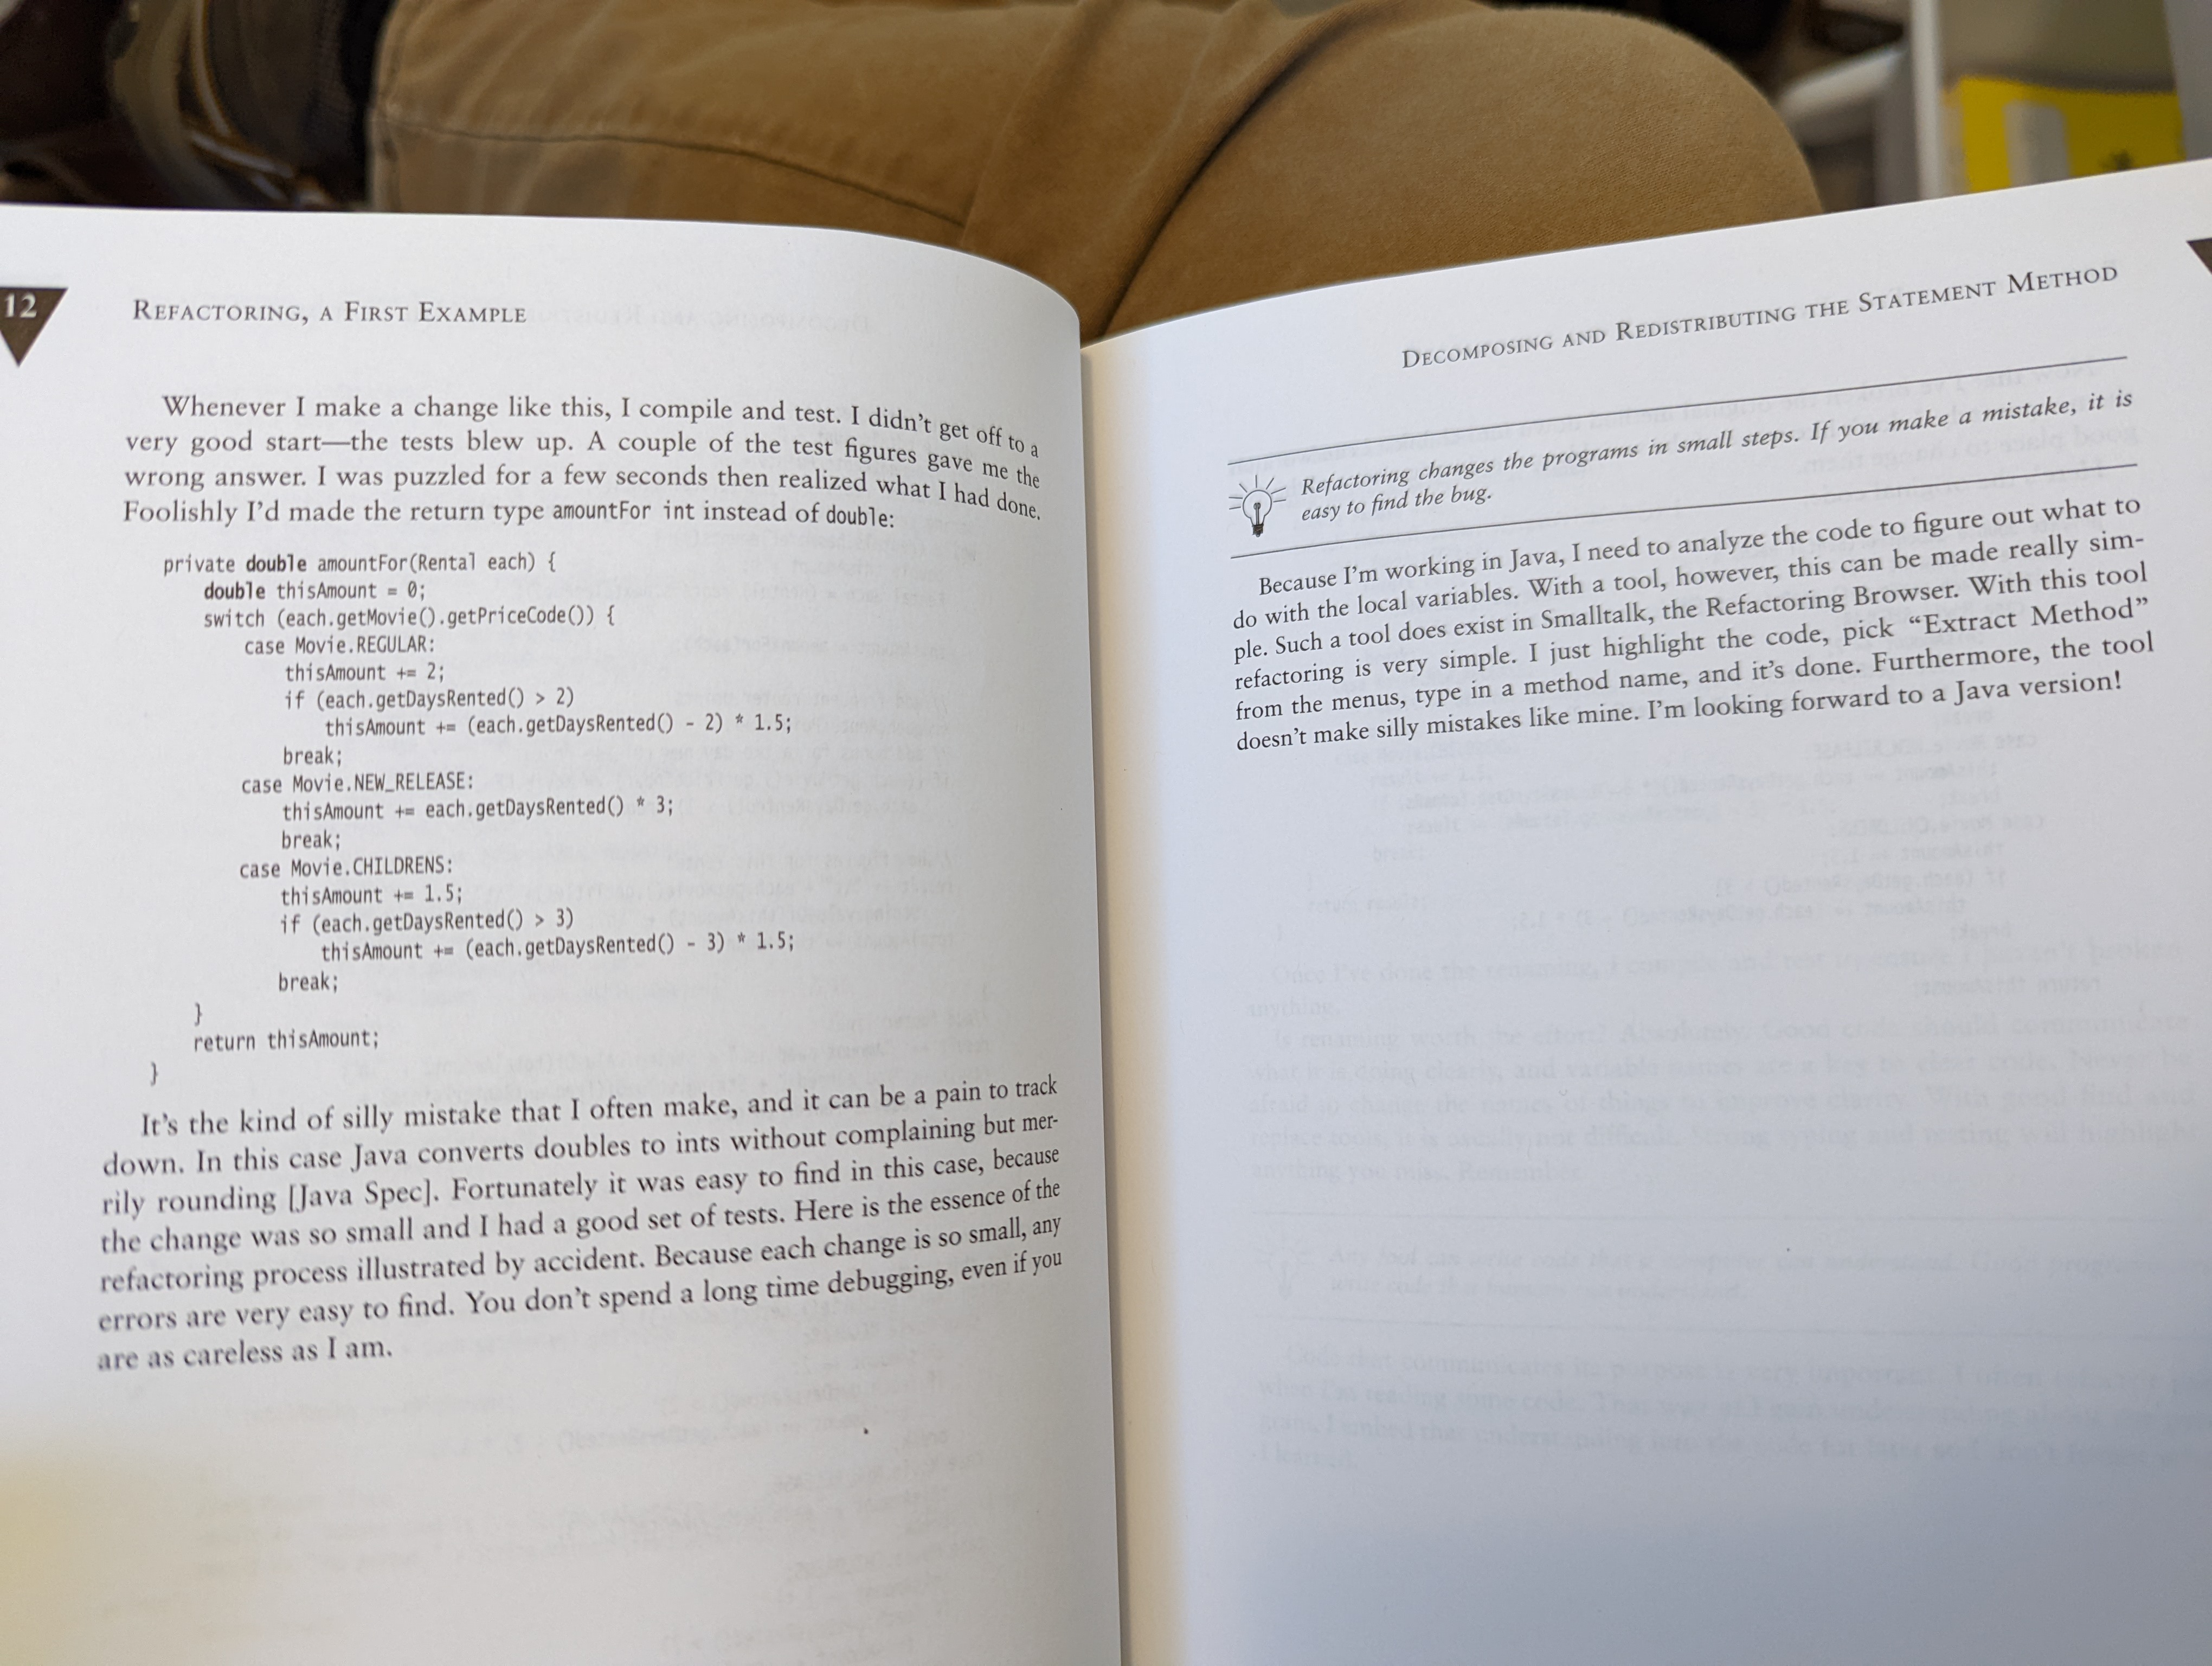 12
REFACTORING, A FIRST EXAMPLE
Whenever I make a change like this, I compile and test. I didn't get off to a
very good start—the tests blew up. A couple of the test figures gave me the
wrong answer. I was puzzled for a few seconds then realized what I had done.
Foolishly I'd made the return type amountFor int instead of double:
private double amountFor(Rental each) {
double thisAmount = 0;
switch (each.getMovie().getPriceCode()) {
case Movie.REGULAR:
thisAmount += 2;
if (each.getDaysRented() > 2)
thisAmount += (each.getDaysRented() - 2) * 1.5;
break;
case Movie.NEW_RELEASE:
thisAmount += each.getDaysRented() * 3;
break;
case Movie.CHILDRENS:
thisAmount += 1.5;
if (each.getDaysRented() > 3)
thisAmount += (each.getDaysRented() - 3) * 1.5;
break;
}
return thisAmount;
}
It's the kind of silly mistake that I often make, and it can be a pain to track
down. In this case Java converts doubles to ints without complaining but mer-
rily rounding [Java Spec]. Fortunately it was easy to find in this case, because
the change was so small and I had a good set of tests. Here is the essence of the
refactoring process illustrated by accident. Because each change is so small, any
errors are very easy to find. You don't spend a long time debugging, even if you
are as careless as I am.
DECOMPOSING AND REDISTRIBUTING THE STATEMENT METHOD
Refactoring changes the programs in small steps. If you make a mistake, it is
easy to find the bug.
Because I'm working in Java, I need to analyze the code to figure out what to
do with the local variables. With a tool, however, this can be made really sim-
ple. Such a tool does exist in Smalltalk, the Refactoring Browser. With this tool
refactoring is very simple. I just highlight the code, pick “Extract Method”
from the menus, type in a method name, and it's done. Furthermore, the tool
doesn't make silly mistakes like mine. I'm looking forward to a Java version!